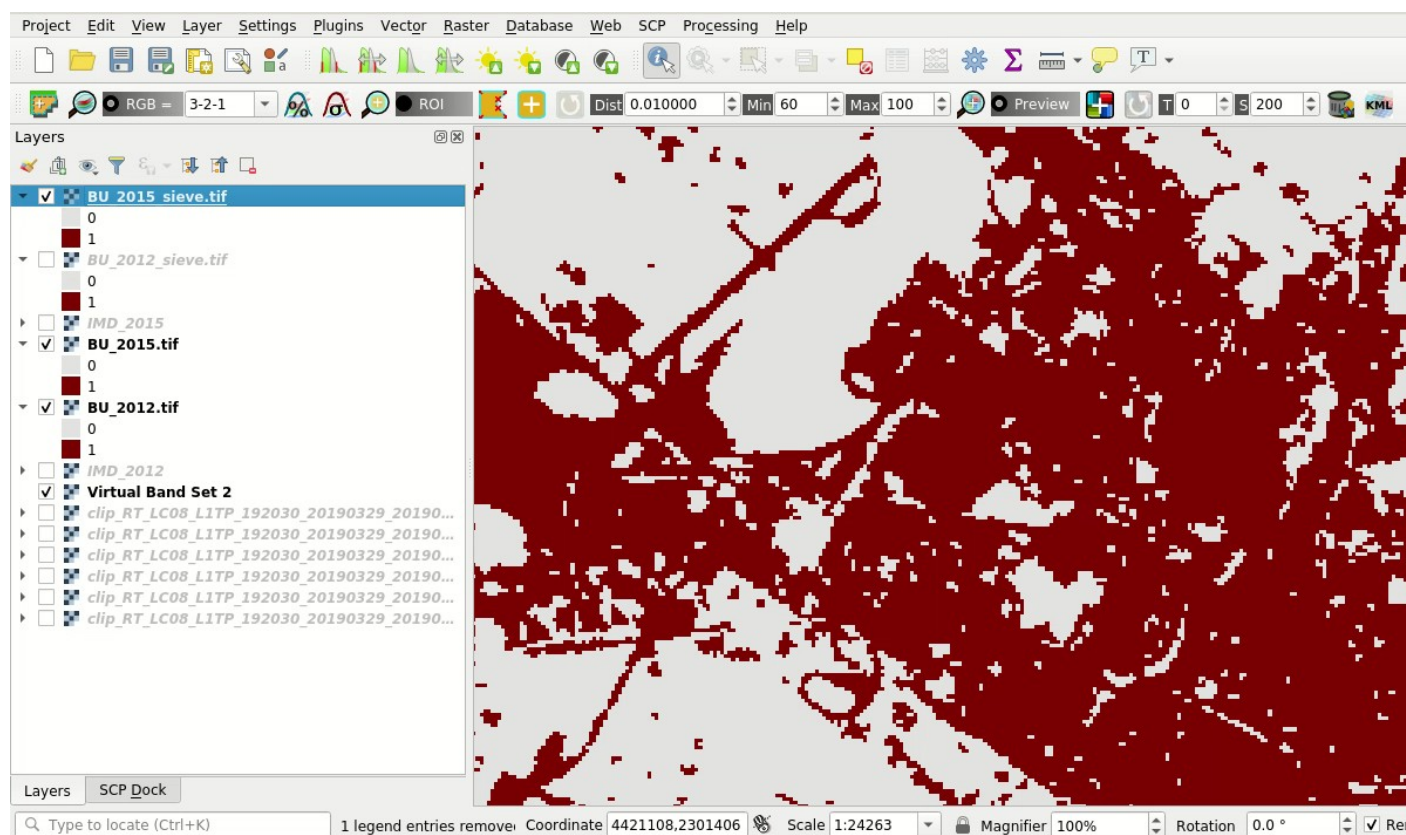 Project Edit View Layer Settings Plugins Vector Raster Database Web SCP Processing Help
a Σ T
RGB = 3-2-1 ROI Dist 0.010000 Min 60 Max 100 Preview T 0 S 200 KML
Layers
BU_2015_sieve.tif
0
1
BU_2012_sieve.tif
0
1
IMD_2015
BU_2015.tif
0
1
BU_2012.tif
0
1
IMD_2012
Virtual Band Set 2
clip_RT_LC08_L1TP_192030_20190329_20190...
clip_RT_LC08_L1TP_192030_20190329_20190...
clip_RT_LC08_L1TP_192030_20190329_20190...
clip_RT_LC08_L1TP_192030_20190329_20190...
clip_RT_LC08_L1TP_192030_20190329_20190...
clip_RT_LC08_L1TP_192030_20190329_20190...
Layers SCP Dock
Type to locate (Ctrl+K) 1 legend entries remove Coordinate 4421108,2301406 Scale 1:24263 Magnifier 100% Rotation 0.0 ° Re